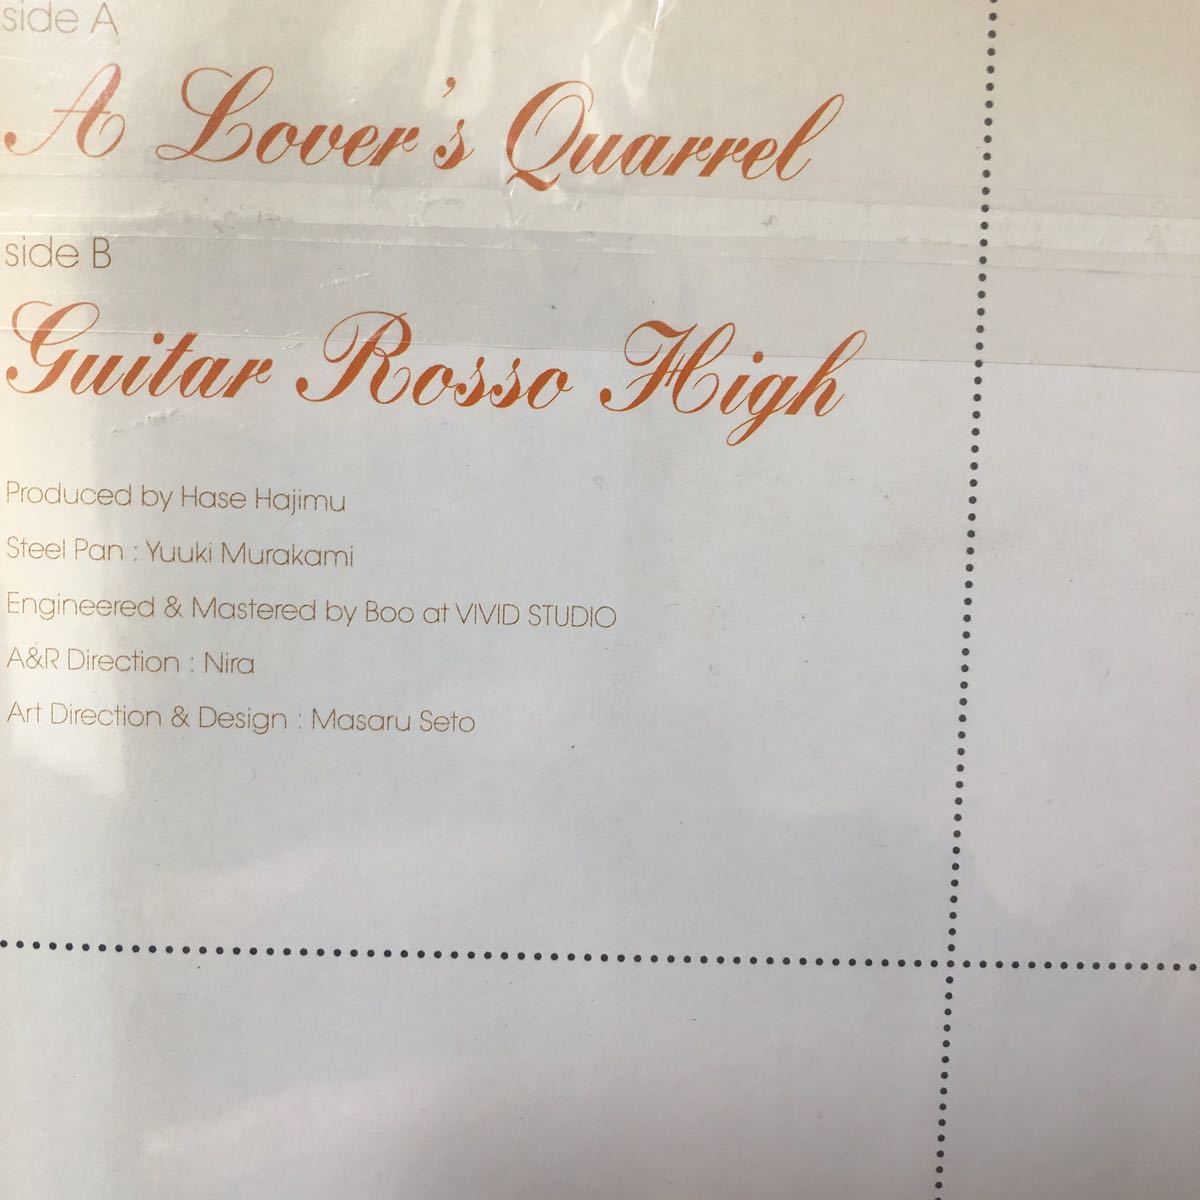 side A
A Lover's Quarrel
side B
Guitar Rosso High
Produced by Hase Hajimu
Steel Pan : Yuuki Murakami
Engineered & Mastered by Boo at VIVID STUDIO
A&R Direction : Nira
Art Direction & Design : Masaru Seto